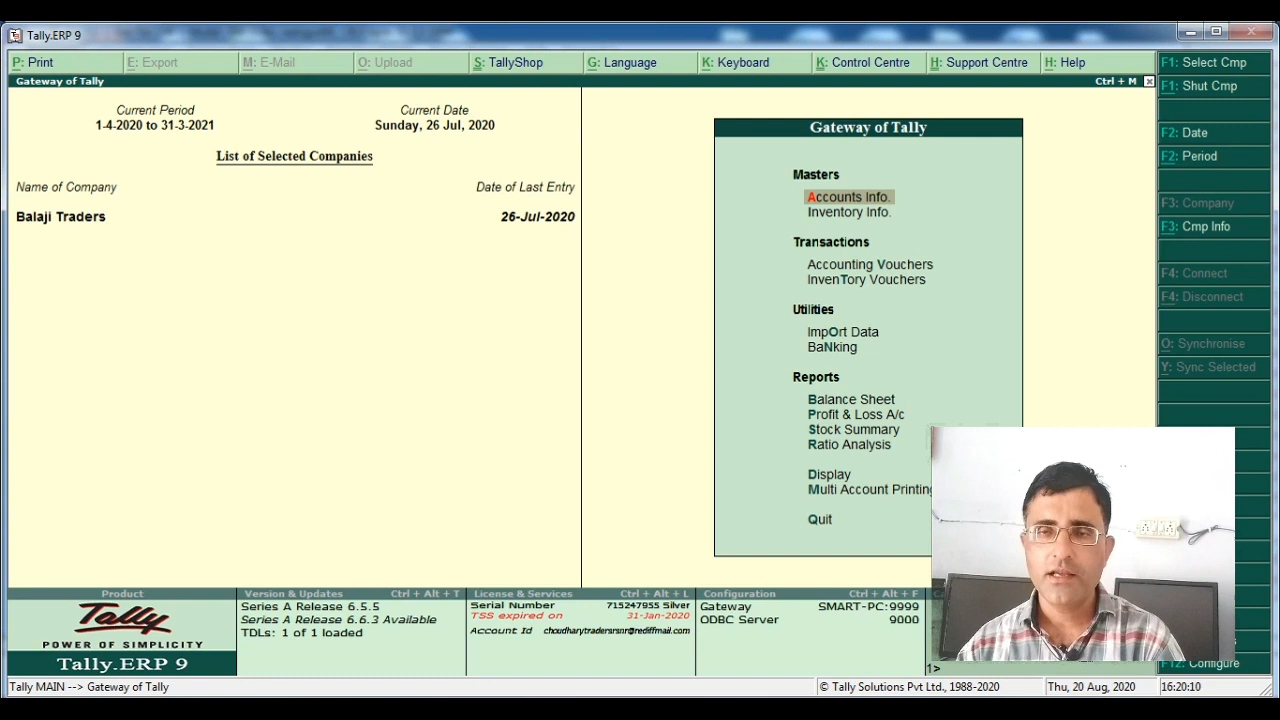 Tally.ERP 9
P: Print
E: Export
M: E-Mail
O: Upload
S: TallyShop
G: Language
K: Keyboard
K: Control Centre
H: Support Centre
H: Help
Gateway of Tally
Ctrl + M
Current Period
1-4-2020 to 31-3-2021
Current Date
Sunday, 26 Jul, 2020
List of Selected Companies
Name of Company
Date of Last Entry
Balaji Traders
26-Jul-2020
Gateway of Tally
Masters
Accounts Info.
Inventory Info.
Transactions
Accounting Vouchers
InvenTory Vouchers
Utilities
ImpOrt Data
BaNking
Reports
Balance Sheet
Profit & Loss A/c
Stock Summary
Ratio Analysis
Display
Multi Account Printing
Quit
F1: Select Cmp
F1: Shut Cmp
F2: Date
F2: Period
F3: Company
F3: Cmp Info
F4: Connect
F4: Disconnect
O: Synchronise
Y: Sync Selected
F12: Configure
Product
Tally
POWER OF SIMPLICITY
Tally.ERP 9
Version & Updates Ctrl + Alt + T
Series A Release 6.5.5
Series A Release 6.6.3 Available
TDLs: 1 of 1 loaded
License & Services Ctrl + Alt + L
Serial Number 715247955 Silver
TSS expired on 31-Jan-2020
Account Id choudharytradersrsnr@rediffmail.com
Configuration Ctrl + Alt + F
Gateway SMART-PC:9999
ODBC Server 9000
1>
Tally MAIN --> Gateway of Tally
© Tally Solutions Pvt Ltd., 1988-2020
Thu, 20 Aug, 2020
16:20:10